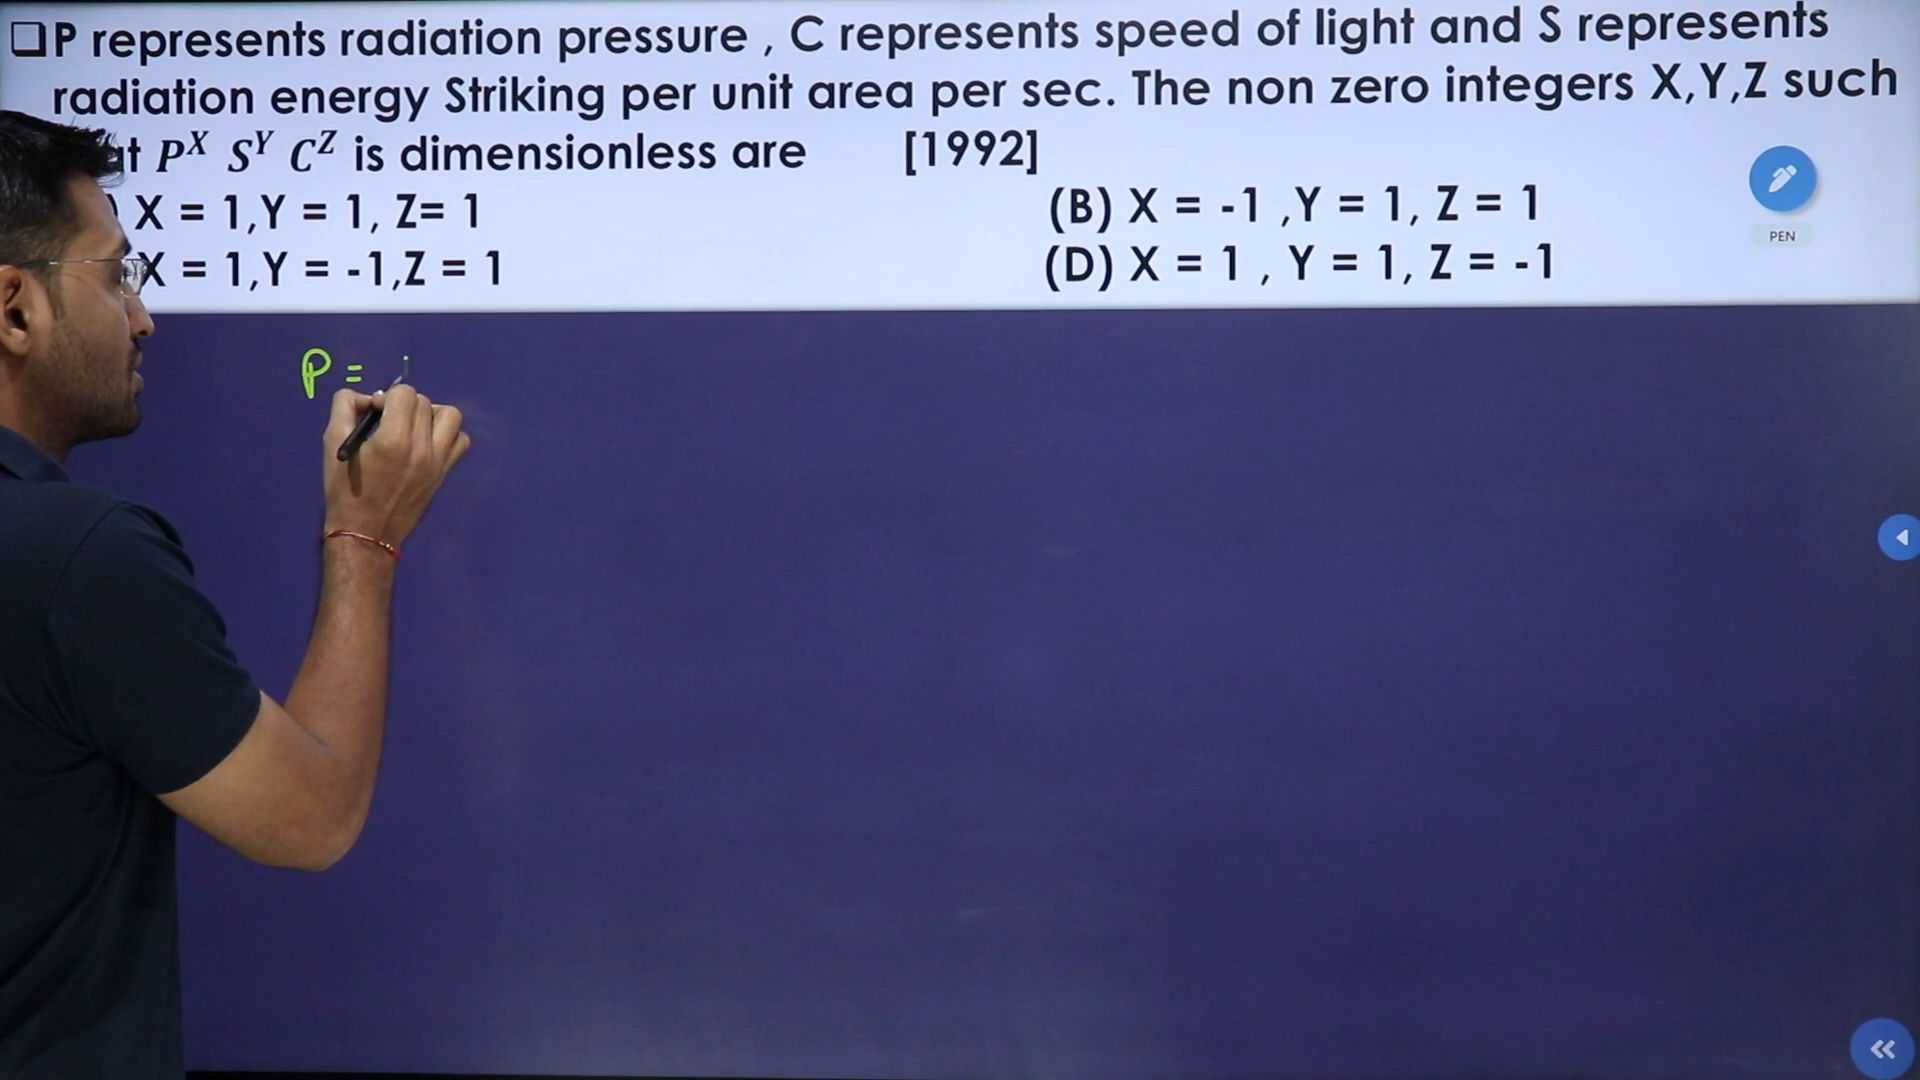 P represents radiation pressure , C represents speed of light and S represents
radiation energy Striking per unit area per sec. The non zero integers X,Y,Z such
P^X S^Y C^Z is dimensionless are [1992]
X = 1,Y = 1, Z= 1 (B) X = -1 ,Y = 1, Z = 1
X = 1,Y = -1,Z = 1 (D) X = 1 , Y = 1, Z = -1
PEN
P =